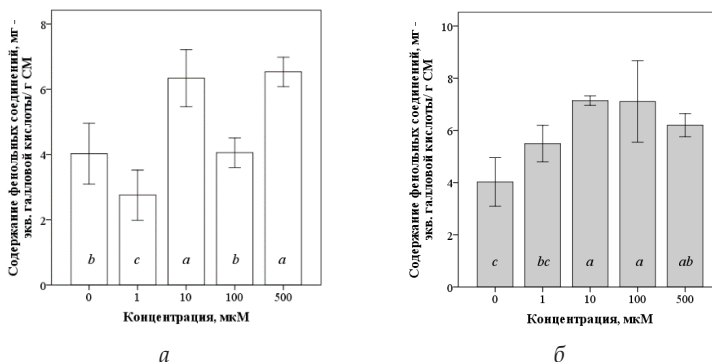 Содержание фенольных соединений, мг -
экв. галловой кислоты/ г СМ
8
6
4
2
0
b
c
a
b
a
0
1
10
100
500
Концентрация, мкМ
а
Содержание фенольных соединений, мг -
экв. галловой кислоты/ г СМ
10
8
6
4
2
0
c
bc
a
a
ab
0
1
10
100
500
Концентрация, мкМ
б